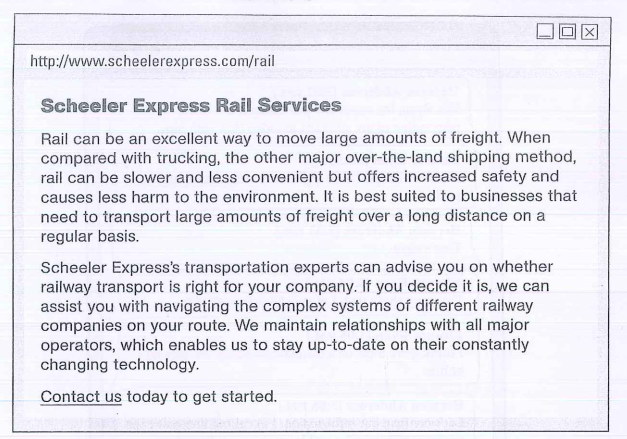 http://www.scheelerexpress.com/rail
Scheeler Express Rail Services
Rail can be an excellent way to move large amounts of freight. When
compared with trucking, the other major over-the-land shipping method,
rail can be slower and less convenient but offers increased safety and
causes less harm to the environment. It is best suited to businesses that
need to transport large amounts of freight over a long distance on a
regular basis.
Scheeler Express's transportation experts can advise you on whether
railway transport is right for your company. If you decide it is, we can
assist you with navigating the complex systems of different railway
companies on your route. We maintain relationships with all major
operators, which enables us to stay up-to-date on their constantly
changing technology.
Contact us today to get started.